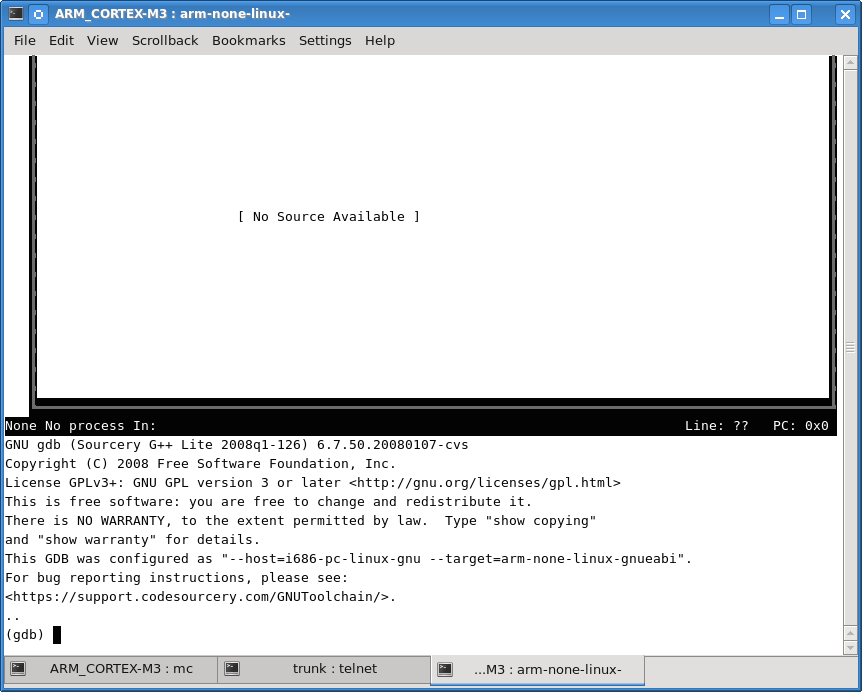 ARM_CORTEX-M3 : arm-none-linux-
File Edit View Scrollback Bookmarks Settings Help
[ No Source Available ]
None No process In: Line: ?? PC: 0x0
GNU gdb (Sourcery G++ Lite 2008q1-126) 6.7.50.20080107-cvs
Copyright (C) 2008 Free Software Foundation, Inc.
License GPLv3+: GNU GPL version 3 or later <http://gnu.org/licenses/gpl.html>
This is free software: you are free to change and redistribute it.
There is NO WARRANTY, to the extent permitted by law.  Type "show copying"
and "show warranty" for details.
This GDB was configured as "--host=i686-pc-linux-gnu --target=arm-none-linux-gnueabi".
For bug reporting instructions, please see:
<https://support.codesourcery.com/GNUToolchain/>.
..
(gdb)
ARM_CORTEX-M3 : mc trunk : telnet ...M3 : arm-none-linux-